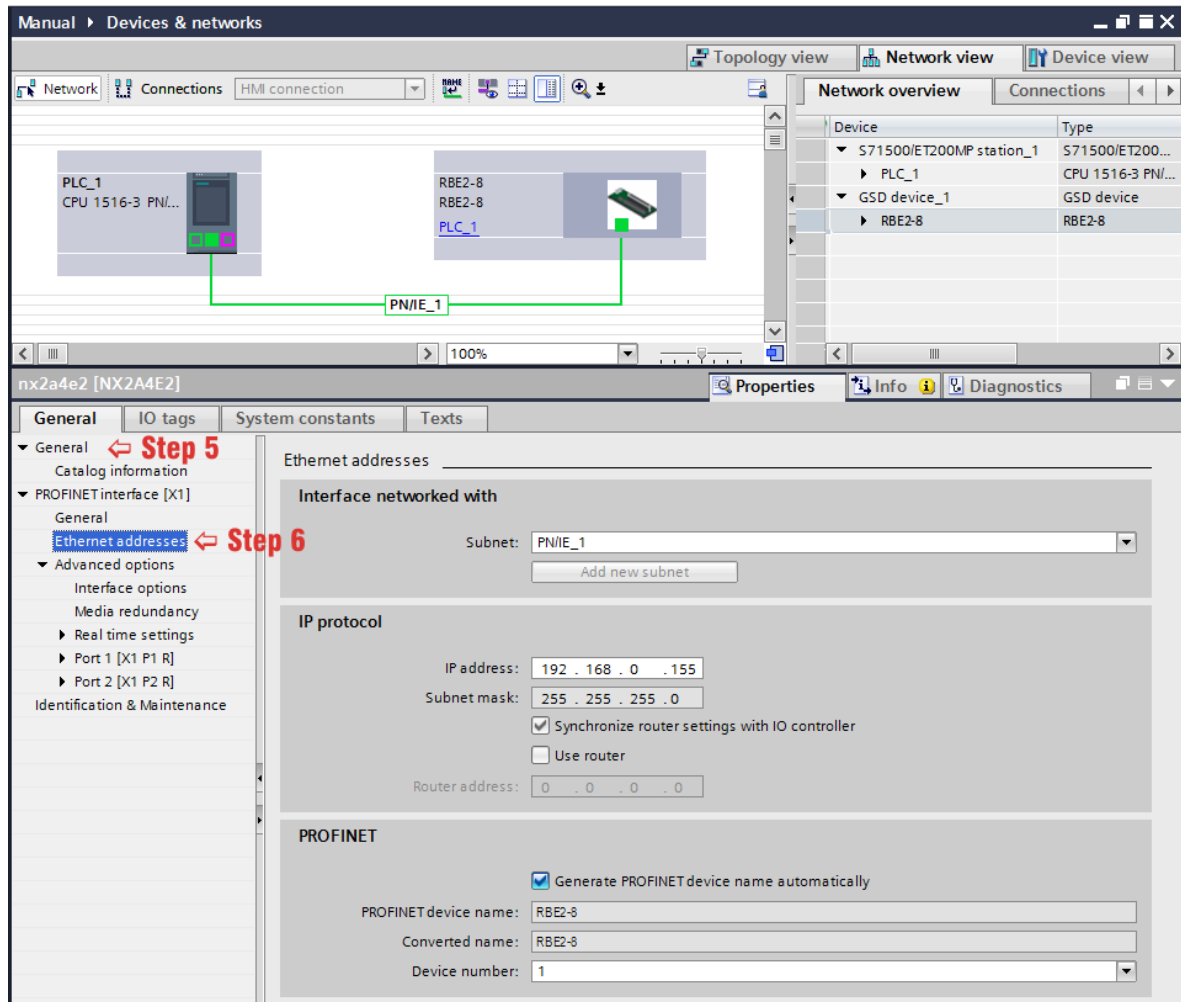 Manual ▸ Devices & networks
Topology view
Network view
Device view
Network
Connections
HMI connection
Network overview
Connections
Device
Type
S71500/ET200MP station_1
S71500/ET200...
PLC_1
CPU 1516-3 PN/...
GSD device_1
GSD device
RBE2-8
RBE2-8
PLC_1
CPU 1516-3 PN/...
RBE2-8
RBE2-8
PLC_1
PN/IE_1
100%
nx2a4e2 [NX2A4E2]
Properties
Info
Diagnostics
General
IO tags
System constants
Texts
General
⇦ Step 5
Catalog information
PROFINET interface [X1]
General
Ethernet addresses
⇦ Step 6
Advanced options
Interface options
Media redundancy
Real time settings
Port 1 [X1 P1 R]
Port 2 [X1 P2 R]
Identification & Maintenance
Ethernet addresses
Interface networked with
Subnet: PN/IE_1
Add new subnet
IP protocol
IP address: 192 . 168 . 0 .155
Subnet mask: 255 . 255 . 255 .0
Synchronize router settings with IO controller
Use router
Router address: 0 . 0 . 0 . 0
PROFINET
Generate PROFINET device name automatically
PROFINET device name: RBE2-8
Converted name: RBE2-8
Device number: 1